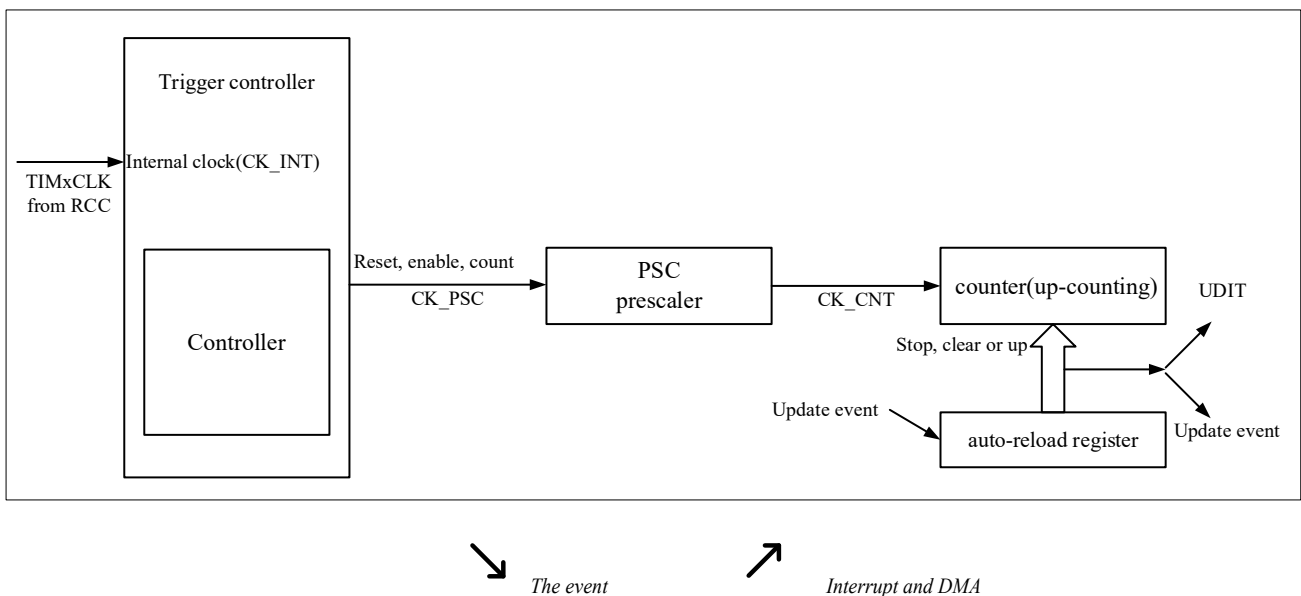 Trigger controller
Internal clock(CK_INT)
TIMxCLK
from RCC
Controller
Reset, enable, count
CK_PSC
PSC
prescaler
CK_CNT
counter(up-counting)
UDIT
Stop, clear or up
Update event
auto-reload register
Update event
The event
Interrupt and DMA